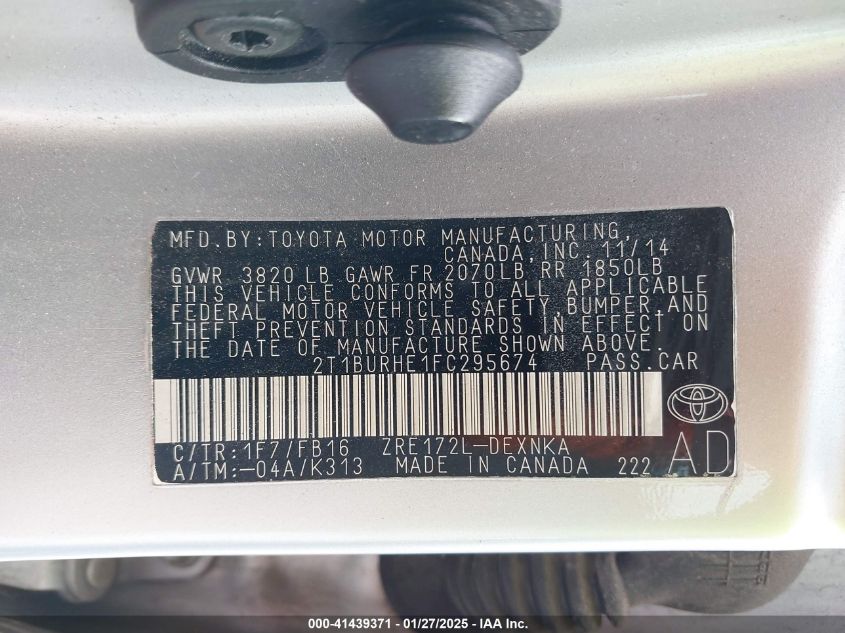 MFD. BY: TOYOTA MOTOR MANUFACTURING,
CANADA, INC. 11/14
GVWR 3820 LB GAWR FR 2070LB RR 1850LB
THIS VEHICLE CONFORMS TO ALL APPLICABLE
FEDERAL MOTOR VEHICLE SAFETY, BUMPER, AND
THEFT PREVENTION STANDARDS IN EFFECT ON
THE DATE OF MANUFACTURE SHOWN ABOVE.
2T1BURHE1FC295674 PASS. CAR
C/TR: 1F7/FB16 ZRE172L-DEXNKA AD
A/TM: -04A/K313 MADE IN CANADA 222
000-41439371 - 01/27/2025 - IAA Inc.